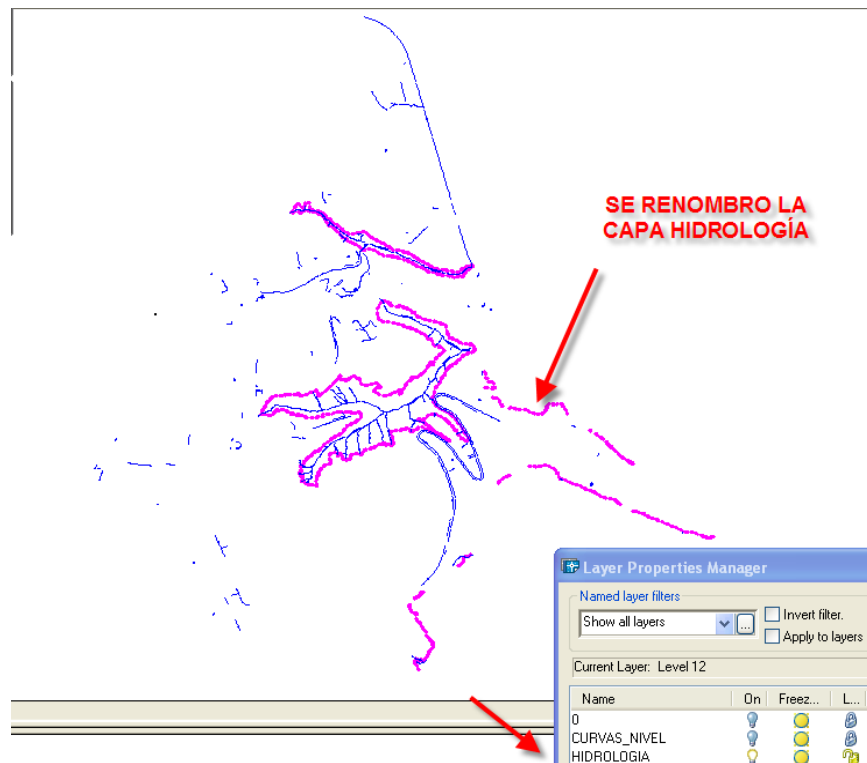 SE RENOMBRO LA
CAPA HIDROLOGÍA
Layer Properties Manager
Named layer filters
Show all layers
...
Invert filter.
Apply to layers
Current Layer: Level 12
Name On Freez... L...
0
CURVAS_NIVEL
HIDROLOGIA